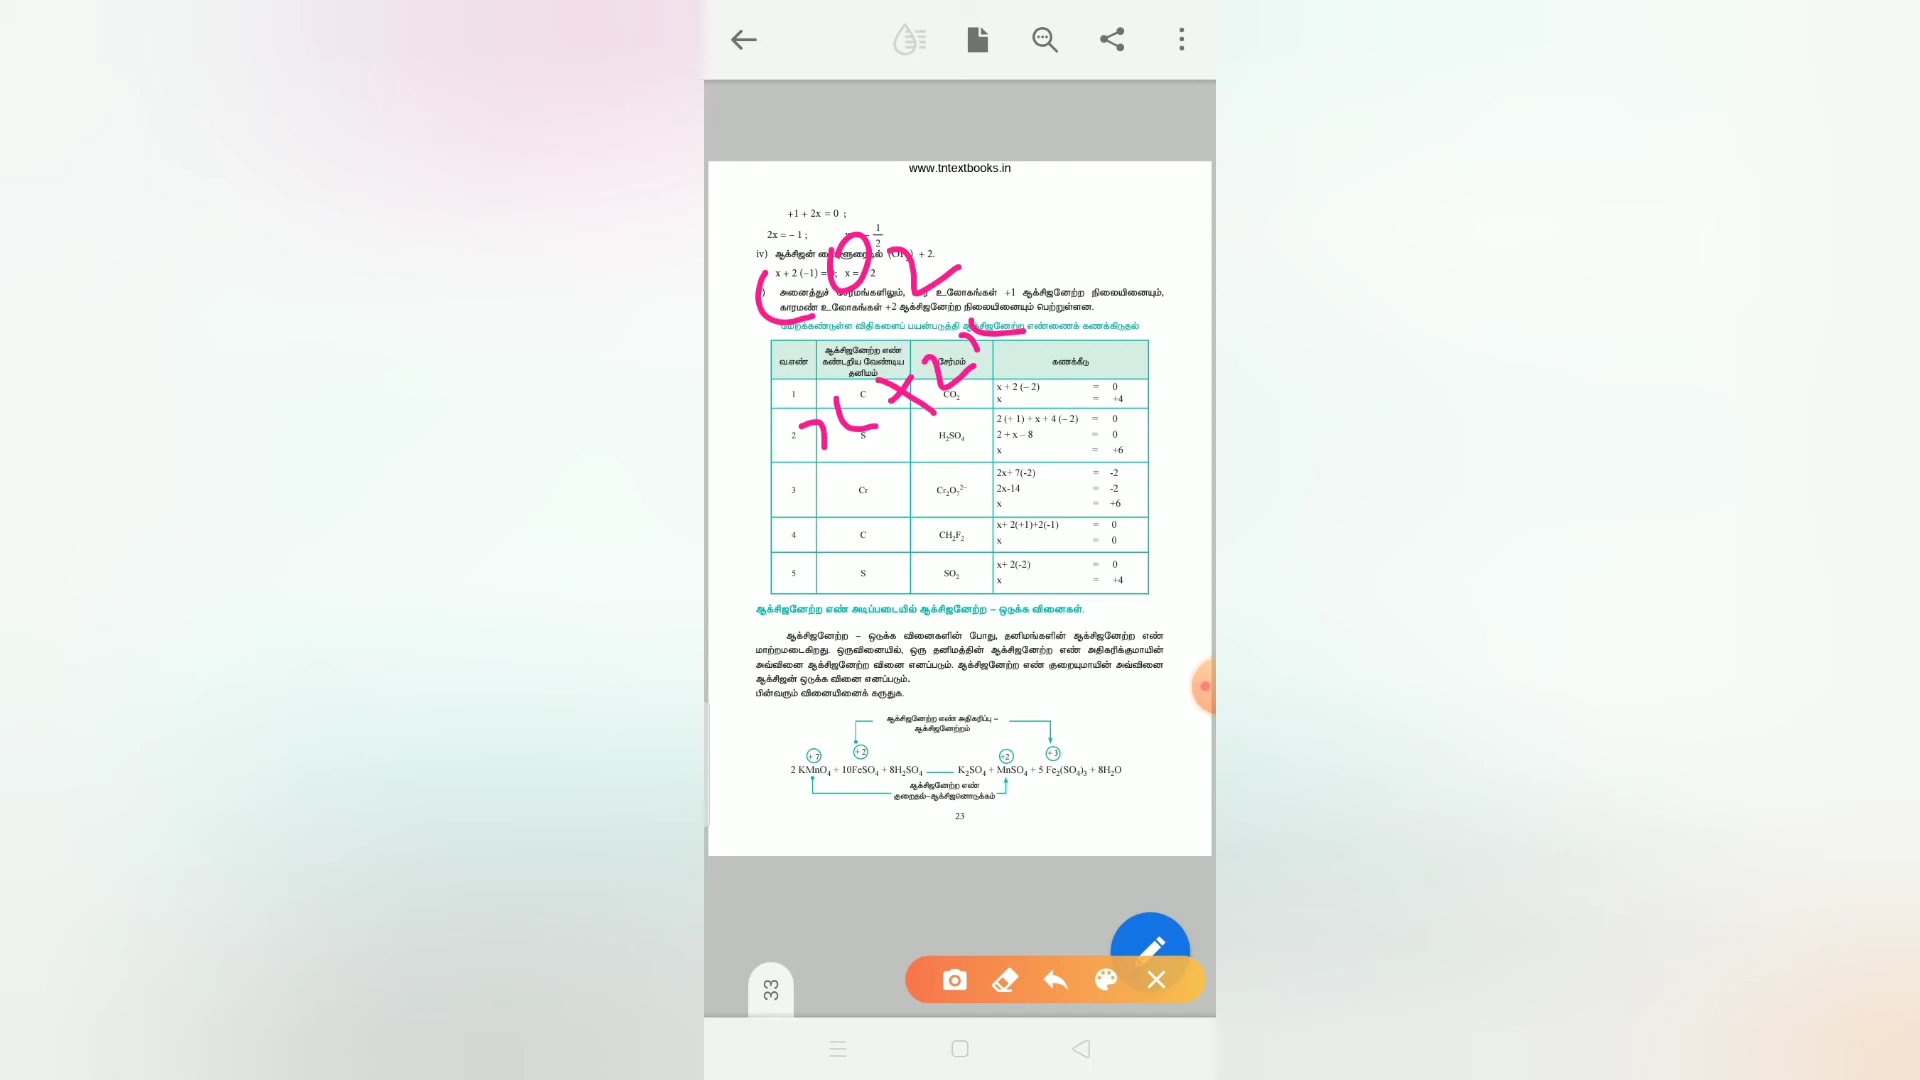 www.tntextbooks.in
+1 + 2x = 0 ;
2x = – 1 ; 1/2
iv) ஆக்சிஜன் + 2.
x + 2 (–1) = ; x = 2
அனைத்துச் சேர்மங்களிலும், உலோகங்கள் +1 ஆக்சிஜனேற்ற நிலையினையும்,
காரமண் உலோகங்கள் +2 ஆக்சிஜனேற்ற நிலையினையும் பெற்றுள்ளன.
மேற்கண்டுள்ள விதிகளைப் பயன்படுத்தி ஆக்சிஜனேற்ற எண்ணைக் கணக்கிடுதல்
வ.எண் ஆக்சிஜனேற்ற எண் கண்டறிய வேண்டிய தனிமம் சேர்மம் கணக்கீடு
1 C CO2 x + 2 (– 2) = 0
x = +4
2 S H2SO4 2 (+ 1) + x + 4 (– 2) = 0
2 + x – 8 = 0
x = +6
3 Cr Cr2O7^2– 2x+ 7(-2) = -2
2x-14 = -2
x = +6
4 C CH2F2 x+ 2(+1)+2(-1) = 0
x = 0
5 S SO2 x+ 2(-2) = 0
x = +4
ஆக்சிஜனேற்ற எண் அடிப்படையில் ஆக்சிஜனேற்ற – ஒடுக்க வினைகள்.
ஆக்சிஜனேற்ற – ஒடுக்க வினைகளின் போது, தனிமங்களின் ஆக்சிஜனேற்ற எண்
மாற்றமடைகிறது. ஒருவினையில், ஒரு தனிமத்தின் ஆக்சிஜனேற்ற எண் அதிகரிக்குமாயின்
அவ்வினை ஆக்சிஜனேற்ற வினை எனப்படும். ஆக்சிஜனேற்ற எண் குறையுமாயின் அவ்வினை
ஆக்சிஜன் ஒடுக்க வினை எனப்படும்.
பின்வரும் வினையினைக் கருதுக.
ஆக்சிஜனேற்ற எண் அதிகரிப்பு –
ஆக்சிஜனேற்றம்
+ 7 + 2 +2 + 3
2 KMnO4 + 10FeSO4 + 8H2SO4 K2SO4 + MnSO4 + 5 Fe2(SO4)3 + 8H2O
ஆக்சிஜனேற்ற எண்
குறைதல்–ஆக்சிஜனொடுக்கம்
23
33